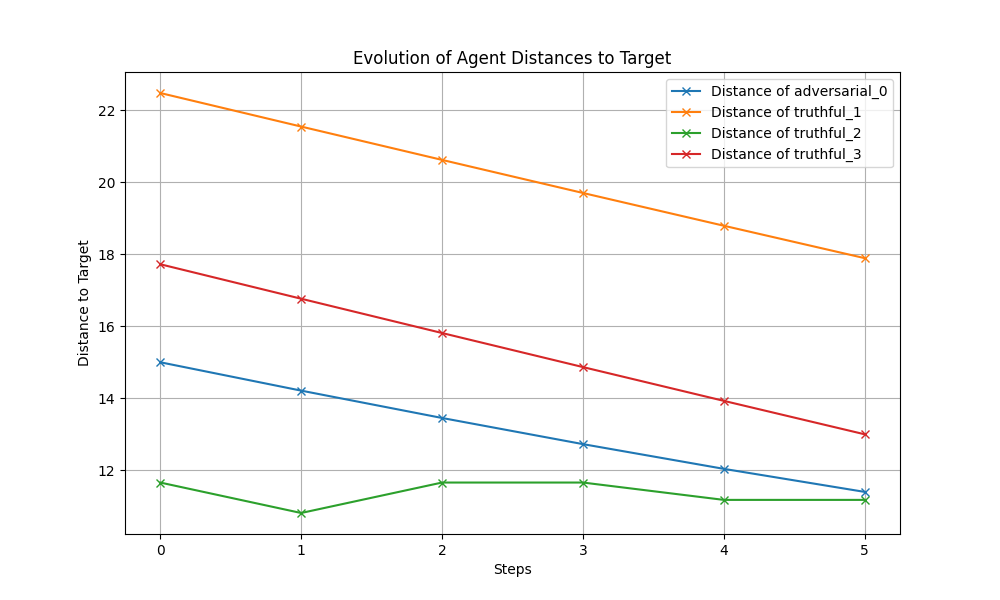 Evolution of Agent Distances to Target
Distance of adversarial_0
Distance of truthful_1
Distance of truthful_2
Distance of truthful_3
Distance to Target
22
20
18
16
14
12
0 1 2 3 4 5
Steps